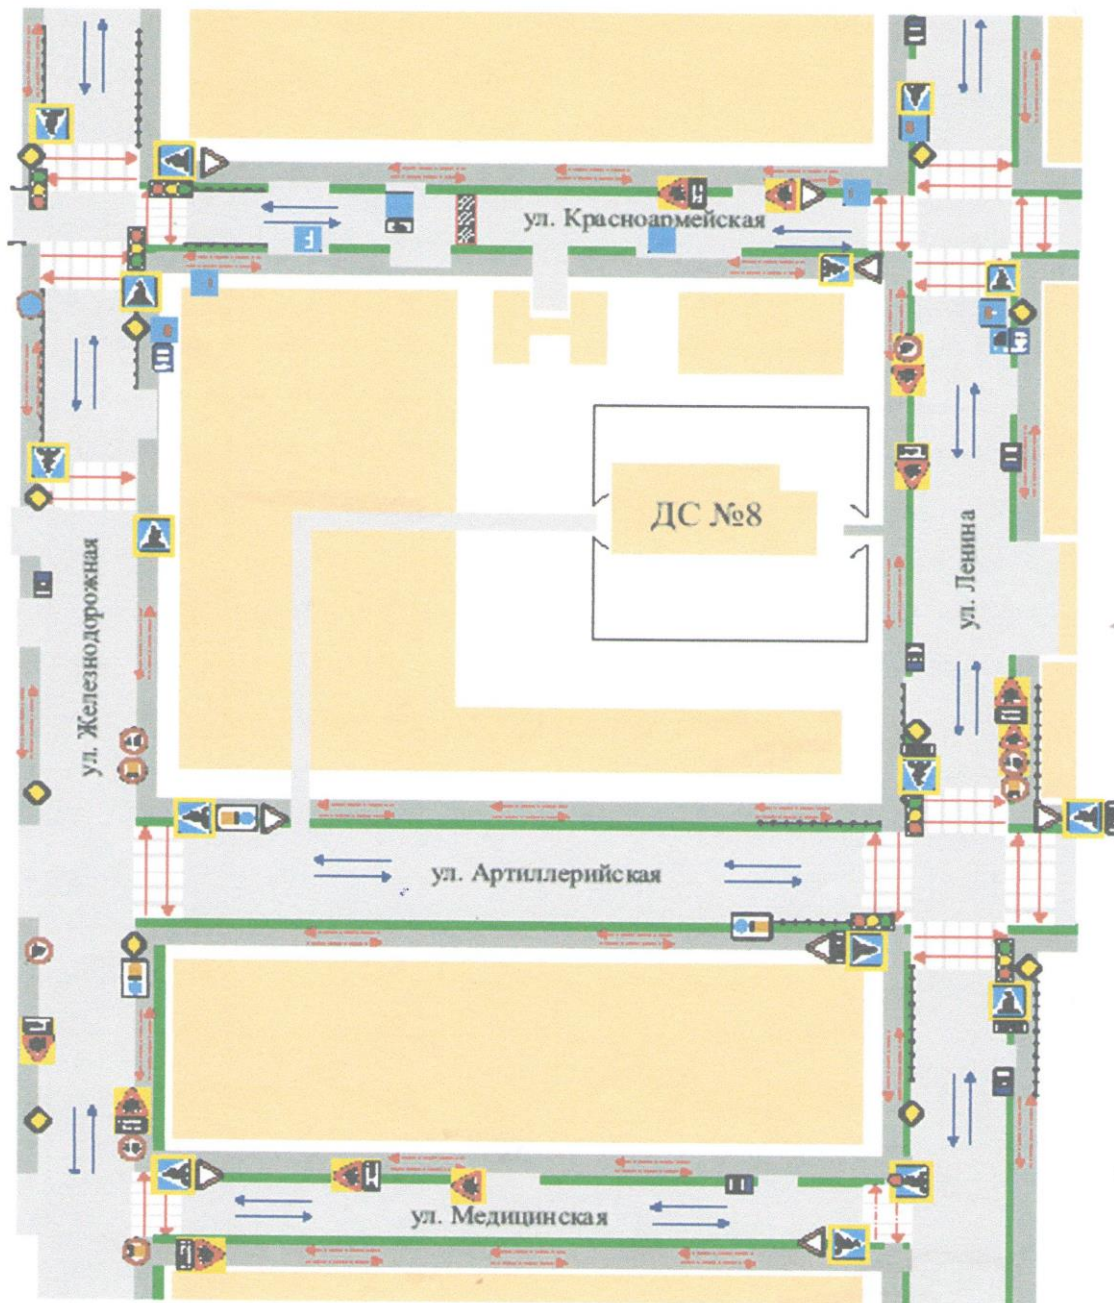 ул. Красноармейская
ДС №8
ул. Ленина
ул. Железнодорожная
ул. Артиллерийская
ул. Медицинская